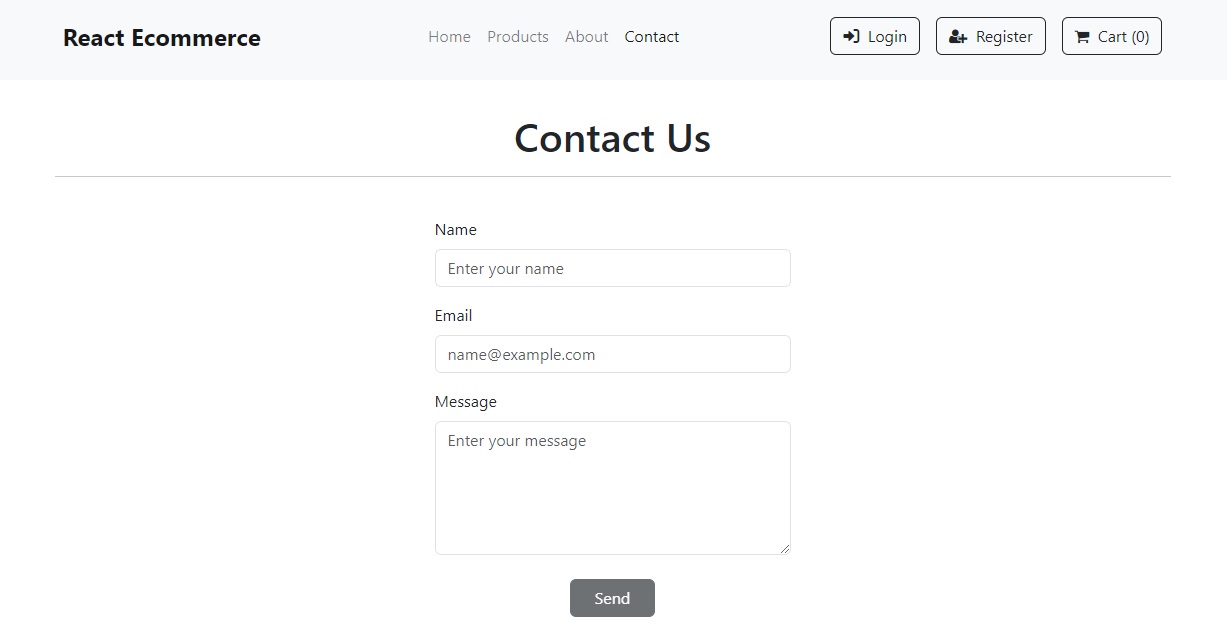 React Ecommerce Home Products About Contact Login Register Cart (0)
Contact Us
Name
Enter your name
Email
name@example.com
Message
Enter your message
Send